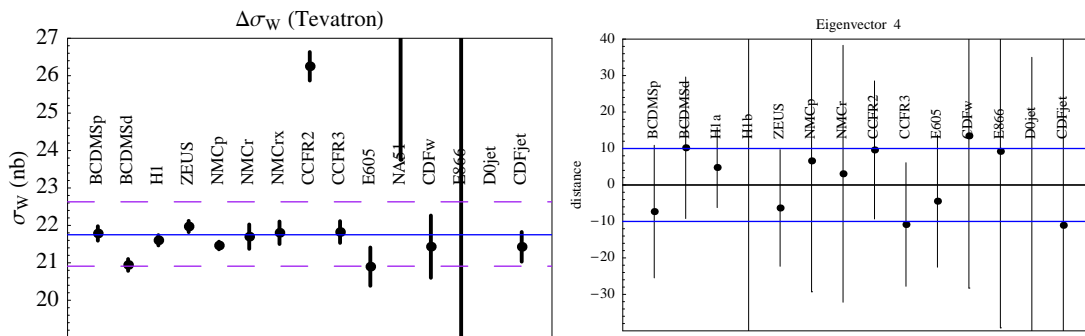 Δσ_W (Tevatron)
σ_W (nb)
27
26
25
24
23
22
21
20
BCDMSp
BCDMSd
H1
ZEUS
NMCp
NMCr
NMCrx
CCFR2
CCFR3
E605
NA51
CDFw
E866
D0jet
CDFjet
Eigenvector 4
distance
40
30
20
10
0
−10
−20
−30
BCDMSp
BCDMSd
H1a
H1b
ZEUS
NMCp
NMCr
CCFR2
CCFR3
E605
CDFw
E866
D0jet
CDFjet